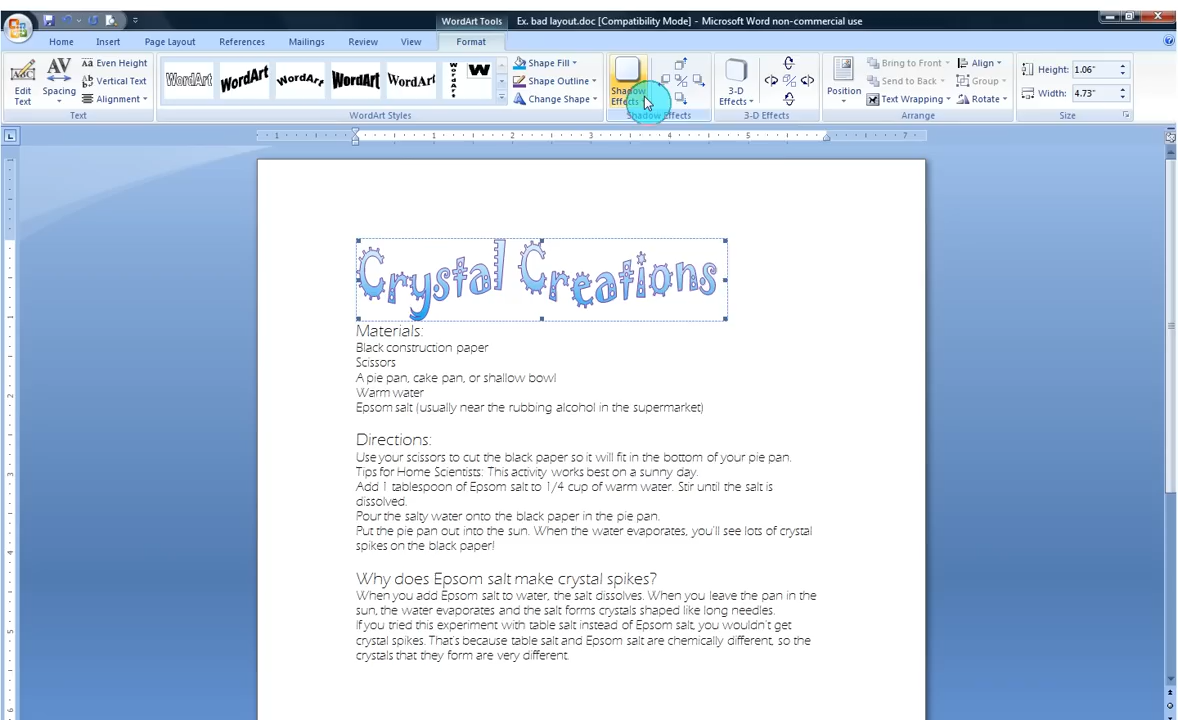 WordArt Tools
Ex. bad layout.doc [Compatibility Mode] - Microsoft Word non-commercial use
Home Insert Page Layout References Mailings Review View Format
Edit Text
Spacing
Even Height
Vertical Text
Alignment
Text
WordArt WordArt WordArt WordArt WordArt WordArt W
WordArt Styles
Shape Fill
Shape Outline
Change Shape
Shadow Effects
Shadow Effects
3-D Effects
3-D Effects
Position
Bring to Front
Send to Back
Text Wrapping
Align
Group
Rotate
Arrange
Height: 1.06"
Width: 4.73"
Size
1 1 2 3 4 5 7
Crystal Creations
Materials:
Black construction paper
Scissors
A pie pan, cake pan, or shallow bowl
Warm water
Epsom salt (usually near the rubbing alcohol in the supermarket)
Directions:
Use your scissors to cut the black paper so it will fit in the bottom of your pie pan.
Tips for Home Scientists: This activity works best on a sunny day.
Add 1 tablespoon of Epsom salt to 1/4 cup of warm water. Stir until the salt is
dissolved.
Pour the salty water onto the black paper in the pie pan.
Put the pie pan out into the sun. When the water evaporates, you'll see lots of crystal
spikes on the black paper!
Why does Epsom salt make crystal spikes?
When you add Epsom salt to water, the salt dissolves. When you leave the pan in the
sun, the water evaporates and the salt forms crystals shaped like long needles.
If you tried this experiment with table salt instead of Epsom salt, you wouldn't get
crystal spikes. That's because table salt and Epsom salt are chemically different, so the
crystals that they form are very different.